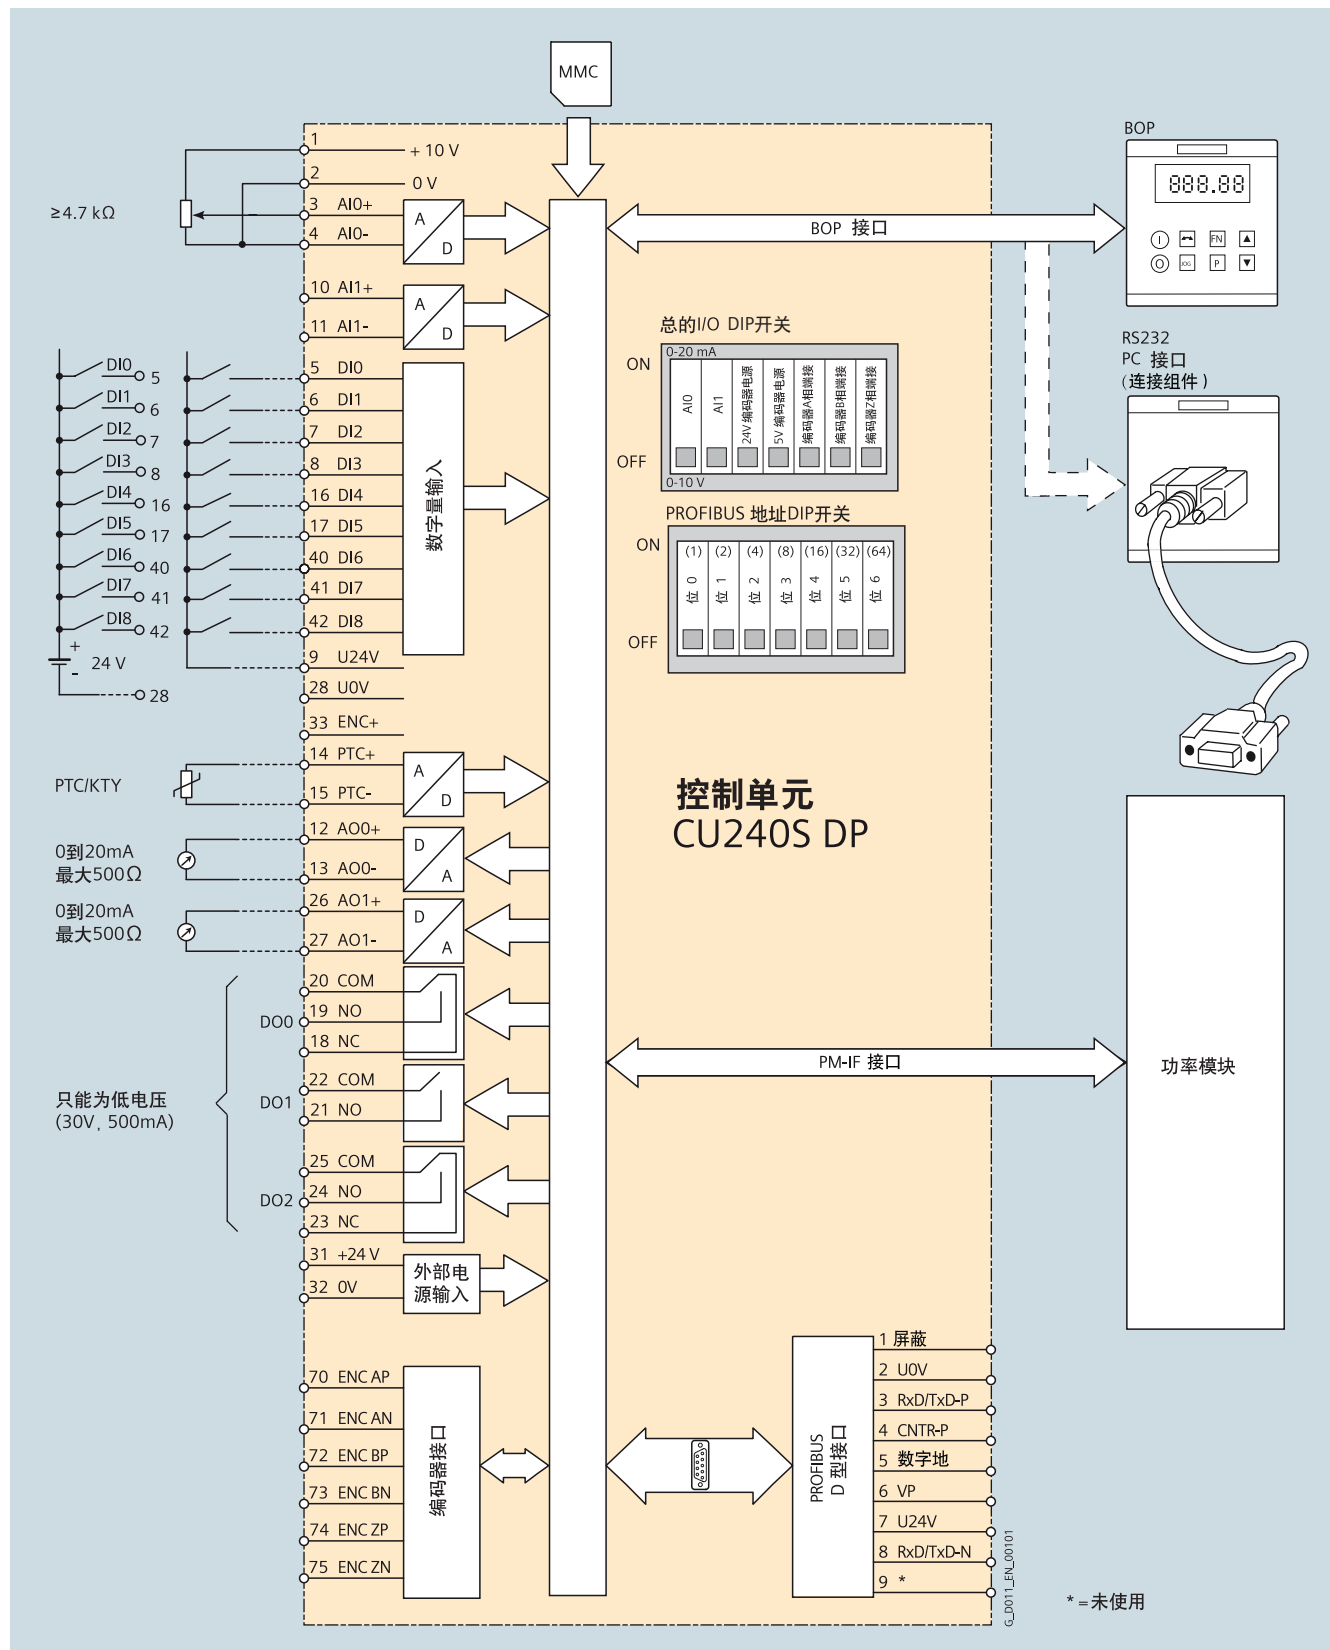 MMC
BOP
1
+ 10 V
2
0 V
≥4.7 kΩ
3 AI0+
4 AI0-
A
D
BOP 接口
888.88
I
FN
O
JOG
P
10 AI1+
11 AI1-
A
D
总的I/O DIP开关
ON
OFF
0-20 mA
AI0
AI1
24V 编码器电源
5V 编码器电源
编码器A相端接
编码器B相端接
编码器Z相端接
0-10 V
RS232
PC 接口
(连接组件)
PROFIBUS 地址DIP开关
ON
OFF
(1) (2) (4) (8) (16) (32) (64)
位 0
位 1
位 2
位 3
位 4
位 5
位 6
DI0 5
DI1 6
DI2 7
DI3 8
DI4 16
DI5 17
DI6 40
DI7 41
DI8 42
+
24 V
-
28
5 DI0
6 DI1
7 DI2
8 DI3
16 DI4
17 DI5
40 DI6
41 DI7
42 DI8
数字量输入
9 U24V
28 U0V
33 ENC+
PTC/KTY
14 PTC+
15 PTC-
A
D
控制单元
CU240S DP
0到20mA
最大500Ω
12 AO0+
13 AO0-
D
A
0到20mA
最大500Ω
26 AO1+
27 AO1-
D
A
只能为低电压
(30V, 500mA)
DO0
20 COM
19 NO
18 NC
DO1
22 COM
21 NO
DO2
25 COM
24 NO
23 NC
PM-IF 接口
功率模块
31 +24 V
32 0V
外部电
源输入
70 ENC AP
71 ENC AN
72 ENC BP
73 ENC BN
74 ENC ZP
75 ENC ZN
编码器接口
PROFIBUS
D 型接口
1 屏蔽
2 U0V
3 RxD/TxD-P
4 CNTR-P
5 数字地
6 VP
7 U24V
8 RxD/TxD-N
9 *
G_D011_EN_00101
* = 未使用